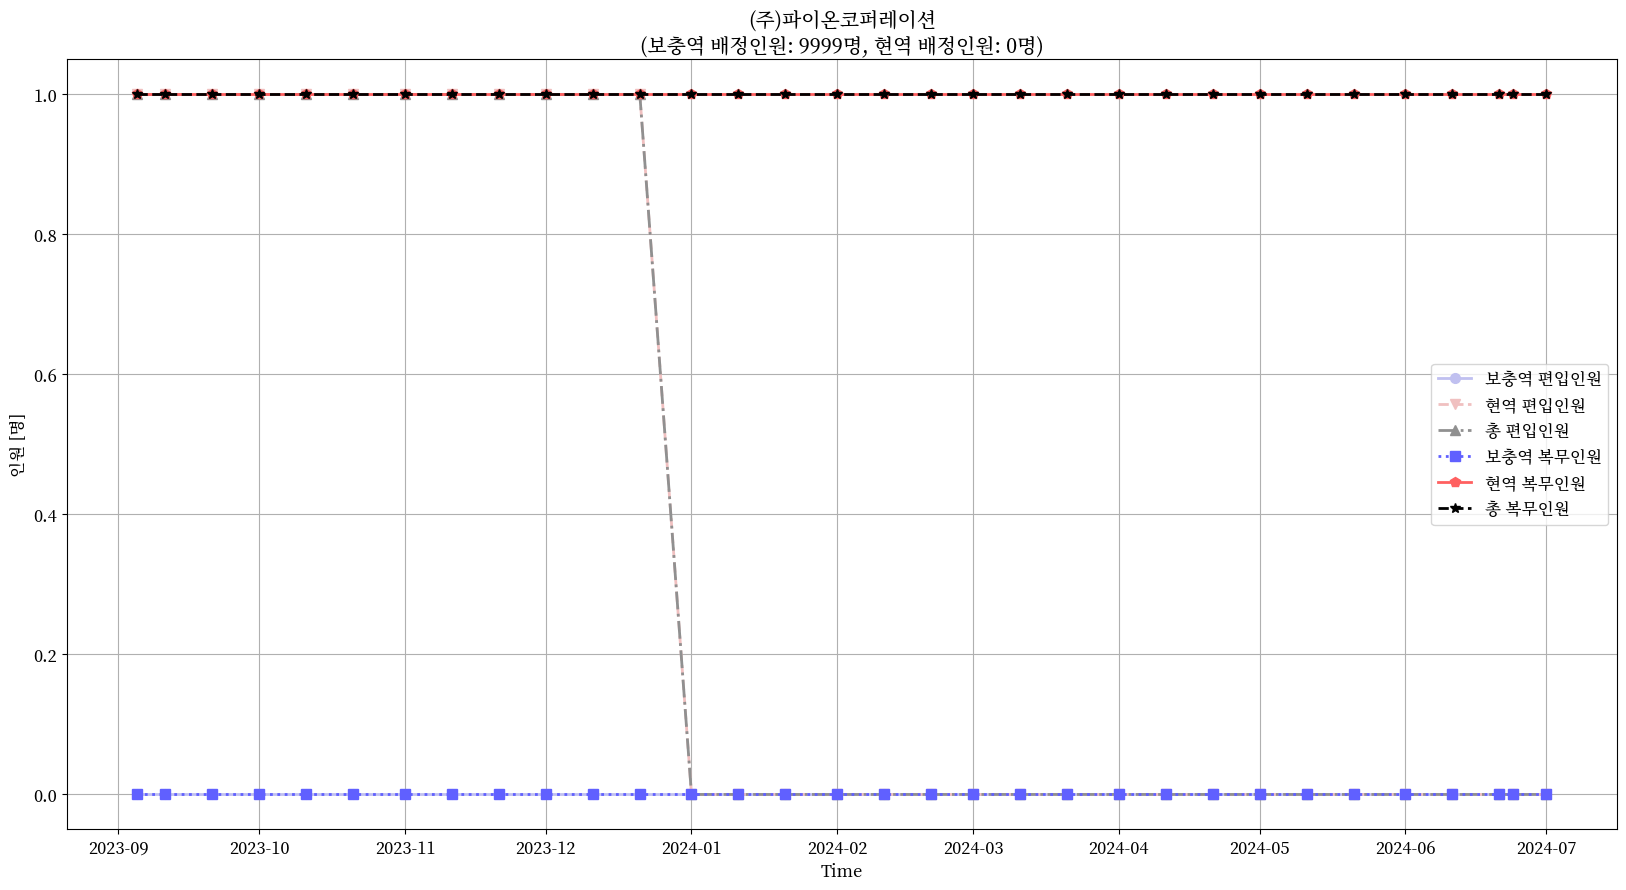 (주)파이온코퍼레이션
(보충역 배정인원: 9999명, 현역 배정인원: 0명)
인원 [명]
1.0
0.8
0.6
0.4
0.2
0.0
보충역 편입인원
현역 편입인원
총 편입인원
보충역 복무인원
현역 복무인원
총 복무인원
2023-09
2023-10
2023-11
2023-12
2024-01
2024-02
2024-03
2024-04
2024-05
2024-06
2024-07
Time